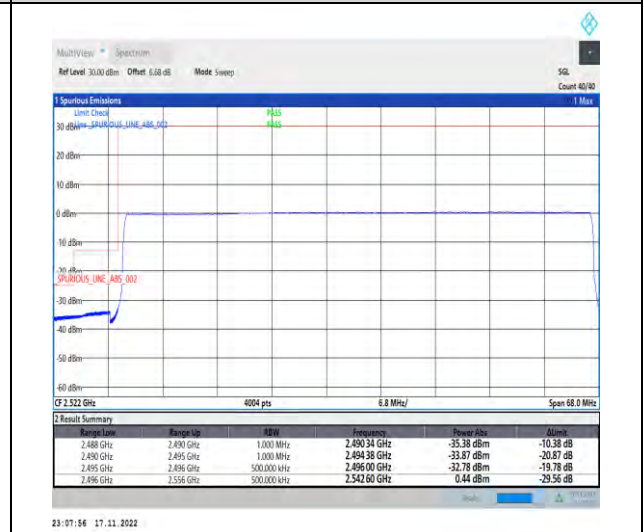 MultiView Spectrum
Ref Level 30.00 dBm Offset 6.68 dB Mode Sweep SGL
Count 40/40
1 Spurious Emissions 1 Max
Limit Check PASS
30 dBm Line _SPURIOUS_LINE_ABS_002 PASS
20 dBm
10 dBm
0 dBm
-10 dBm
-20 dBm
_SPURIOUS_LINE_ABS_002
-30 dBm
-40 dBm
-50 dBm
-60 dBm
CF 2.522 GHz 4004 pts 6.8 MHz/ Span 68.0 MHz
2 Result Summary
Range Low Range Up RBW Frequency Power Abs ΔLimit
2.488 GHz 2.490 GHz 1.000 MHz 2.490 34 GHz -35.38 dBm -10.38 dB
2.490 GHz 2.495 GHz 1.000 MHz 2.494 38 GHz -33.87 dBm -20.87 dB
2.495 GHz 2.496 GHz 500.000 kHz 2.496 00 GHz -32.78 dBm -19.78 dB
2.496 GHz 2.556 GHz 500.000 kHz 2.542 60 GHz 0.44 dBm -29.56 dB
23:07:56 17.11.2022